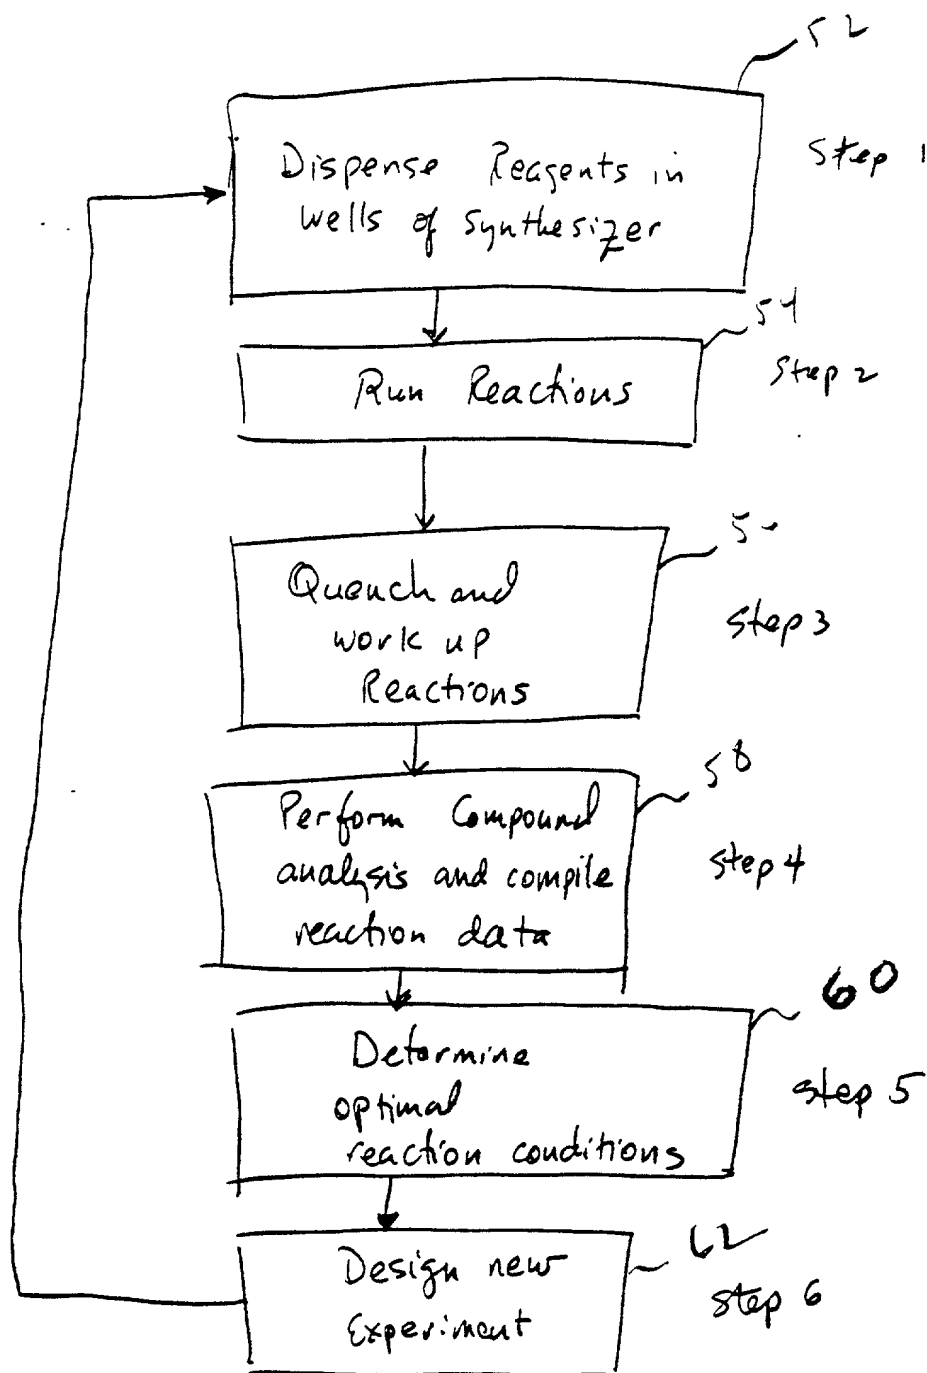 52
Step 1
Dispense Reagents in
wells of synthesizer
54
Step 2
Run Reactions
Step 3
Quench and
work up
Reactions
58
Step 4
Perform Compound
analysis and compile
reaction data
60
Step 5
Determine
optimal
reaction conditions
62
Step 6
Design new
Experiment